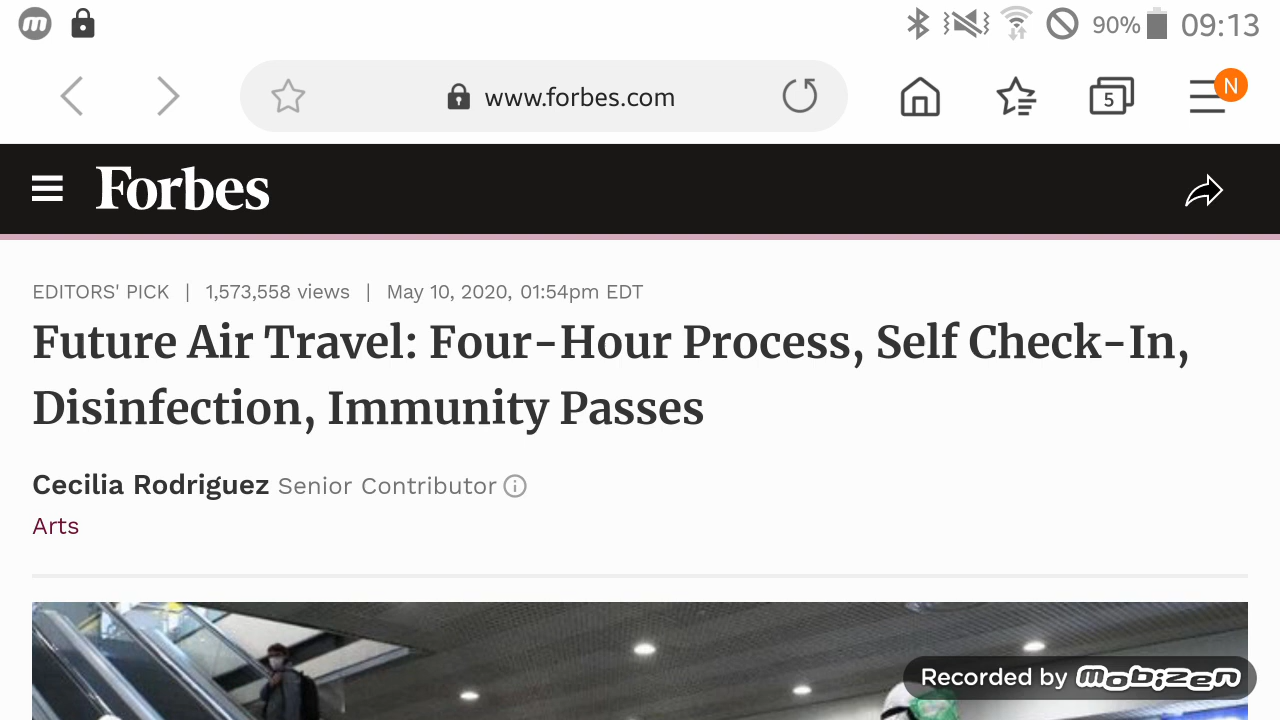 m
90% 09:13
www.forbes.com
5
N
Forbes
EDITORS' PICK | 1,573,558 views | May 10, 2020, 01:54pm EDT
Future Air Travel: Four-Hour Process, Self Check-In,
Disinfection, Immunity Passes
Cecilia Rodriguez Senior Contributor
Arts
Recorded by mobizen